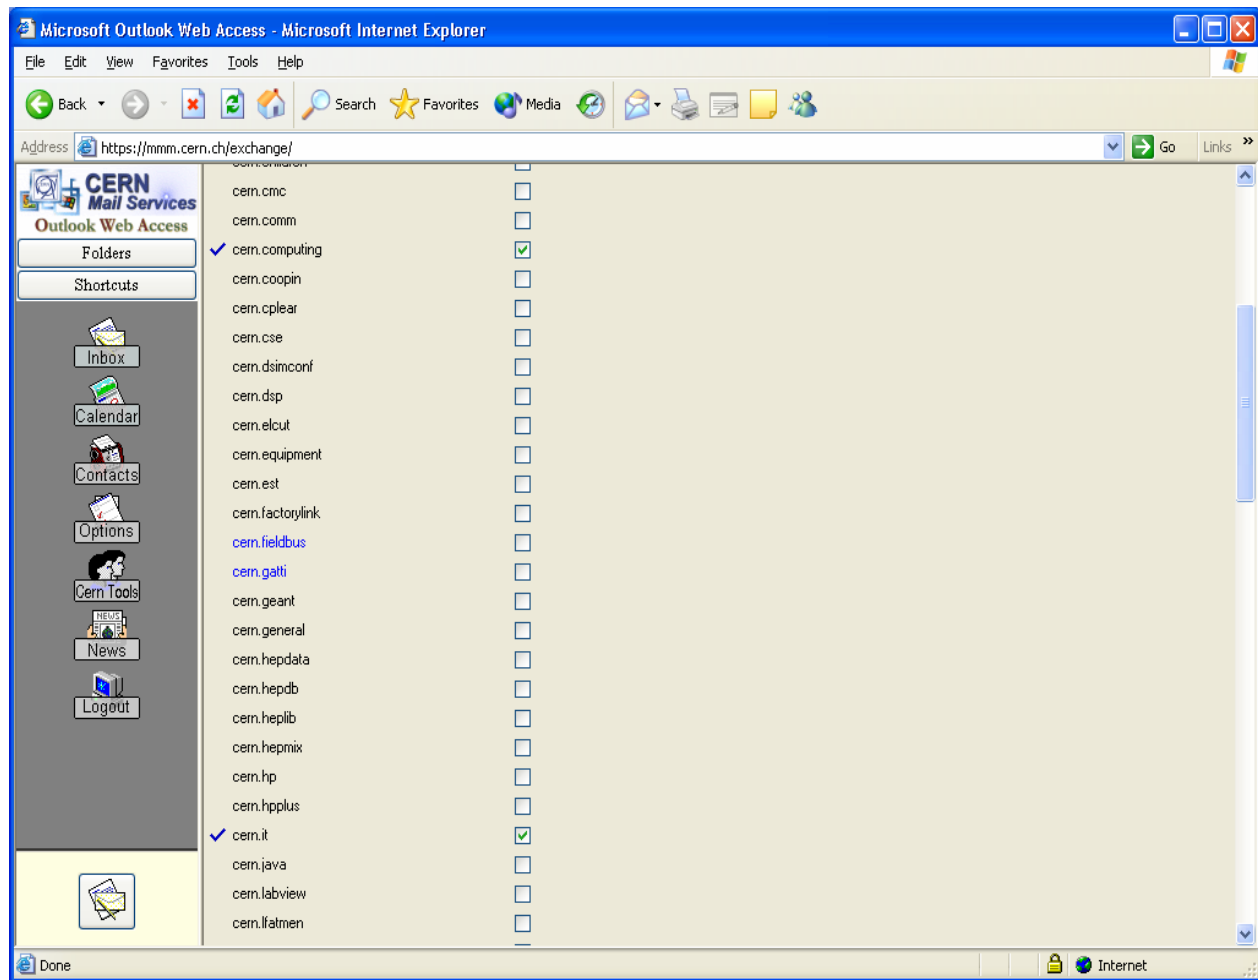 Microsoft Outlook Web Access - Microsoft Internet Explorer
File Edit View Favorites Tools Help
Back Search Favorites Media
Address https://mmm.cern.ch/exchange/ Go Links »
CERN
Mail Services
Outlook Web Access
Folders
Shortcuts
Inbox
Calendar
Contacts
Options
Cern Tools
NEWS
News
Logout
cern.children
cern.cmc
cern.comm
cern.computing
cern.coopin
cern.cplear
cern.cse
cern.dsimconf
cern.dsp
cern.elcut
cern.equipment
cern.est
cern.factorylink
cern.fieldbus
cern.gatti
cern.geant
cern.general
cern.hepdata
cern.hepdb
cern.heplib
cern.hepmix
cern.hp
cern.hpplus
cern.it
cern.java
cern.labview
cern.lfatmen
Done Internet